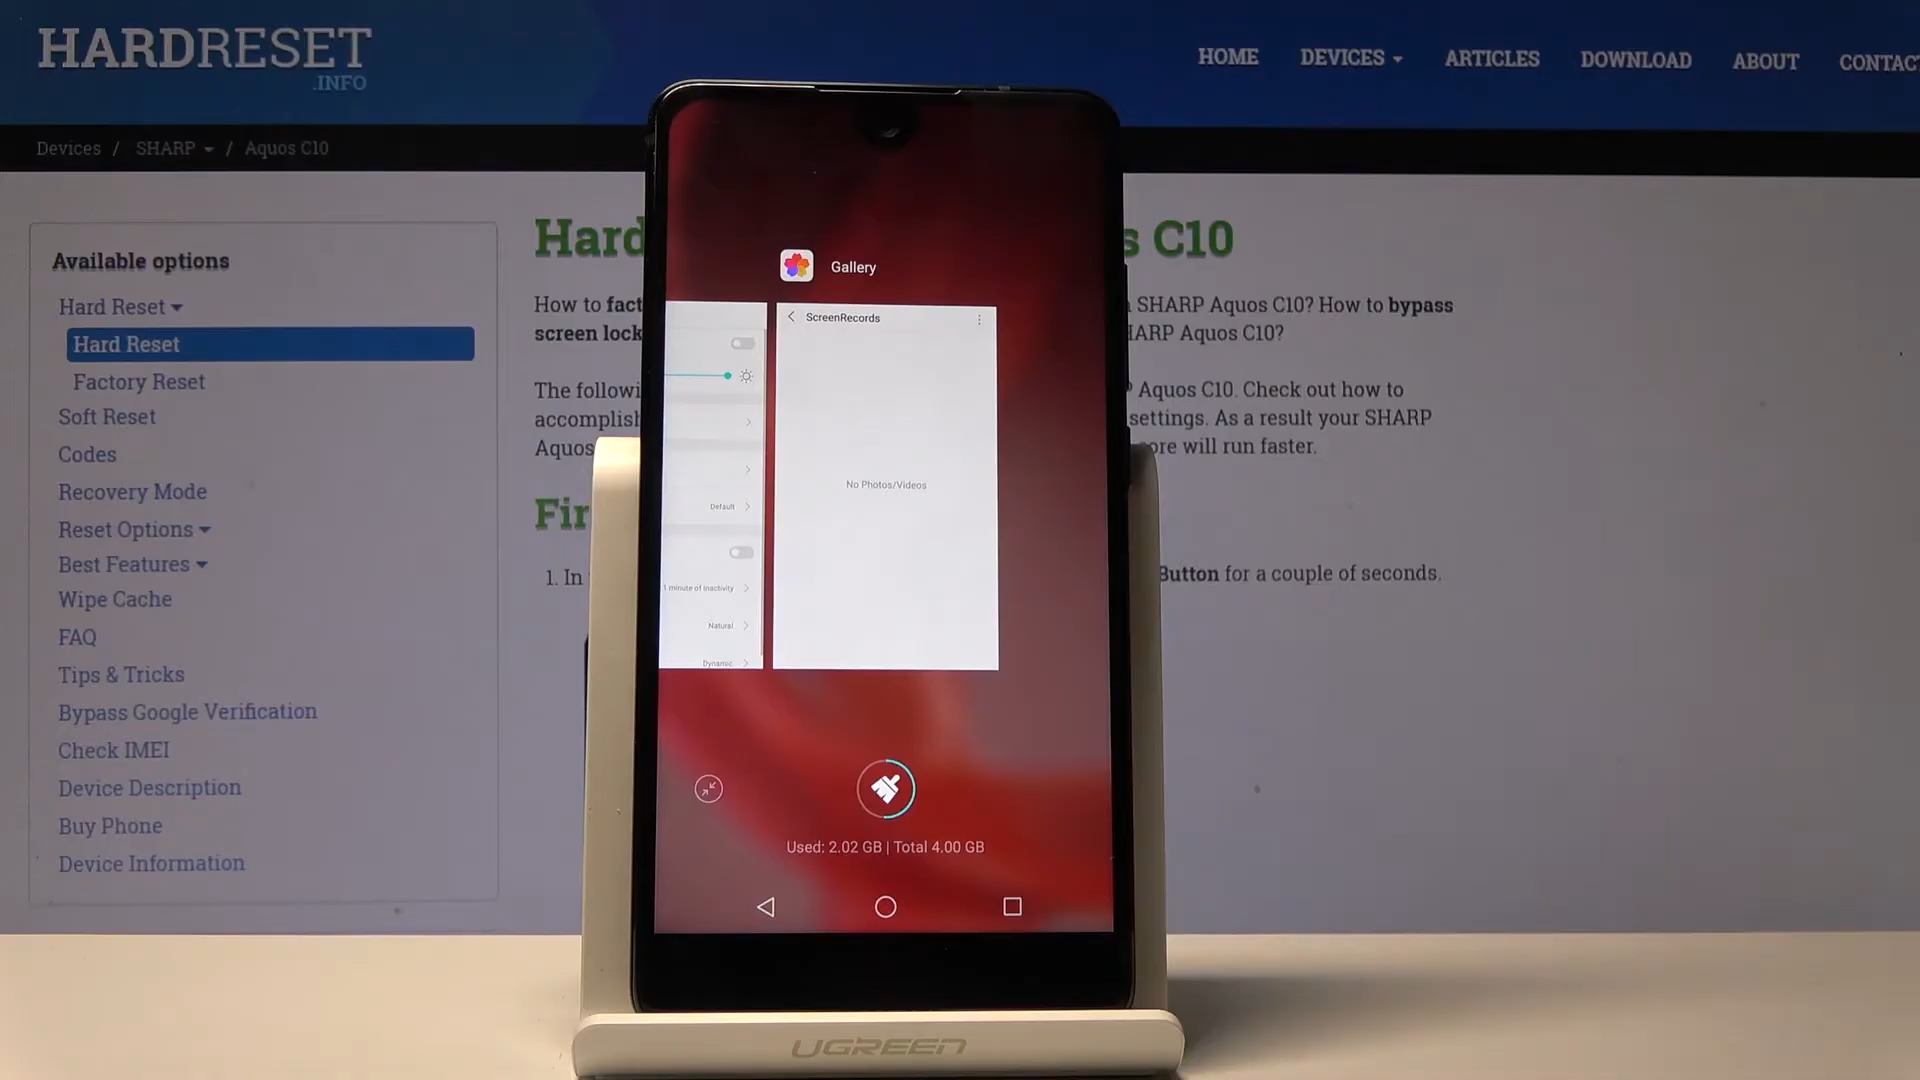 HARDRESET
.INFO
HOME DEVICES ARTICLES DOWNLOAD ABOUT CONTAC
Devices / SHARP / Aquos C10
Available options
Hard Reset
Hard Reset
Factory Reset
Soft Reset
Codes
Recovery Mode
Reset Options
Best Features
Wipe Cache
FAQ
Tips & Tricks
Bypass Google Verification
Check IMEI
Device Description
Buy Phone
Device Information
Hard s C10
How to fact SHARP Aquos C10? How to bypass
screen lock HARP Aquos C10?
The followi Aquos C10. Check out how to
accomplish settings. As a result your SHARP
Aquos ore will run faster.
Fir
1. In Button for a couple of seconds.
Gallery
ScreenRecords
No Photos/Videos
Default
1 minute of inactivity
Natural
Dynamic
Used: 2.02 GB | Total 4.00 GB
UGREEN